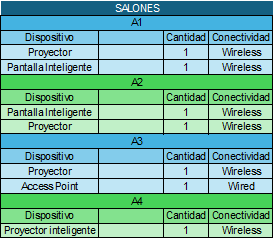 SALONES
A1
Dispositivo Cantidad Conectividad
Proyector 1 Wireless
Pantalla Inteligente 1 Wireless
A2
Dispositivo Cantidad Conectividad
Pantalla Inteligente 1 Wireless
Proyector 1 Wireless
A3
Dispositivo Cantidad Conectividad
Proyector 1 Wireless
Access Point 1 Wired
A4
Dispositivo Cantidad Conectividad
Proyector inteligente 1 Wireless